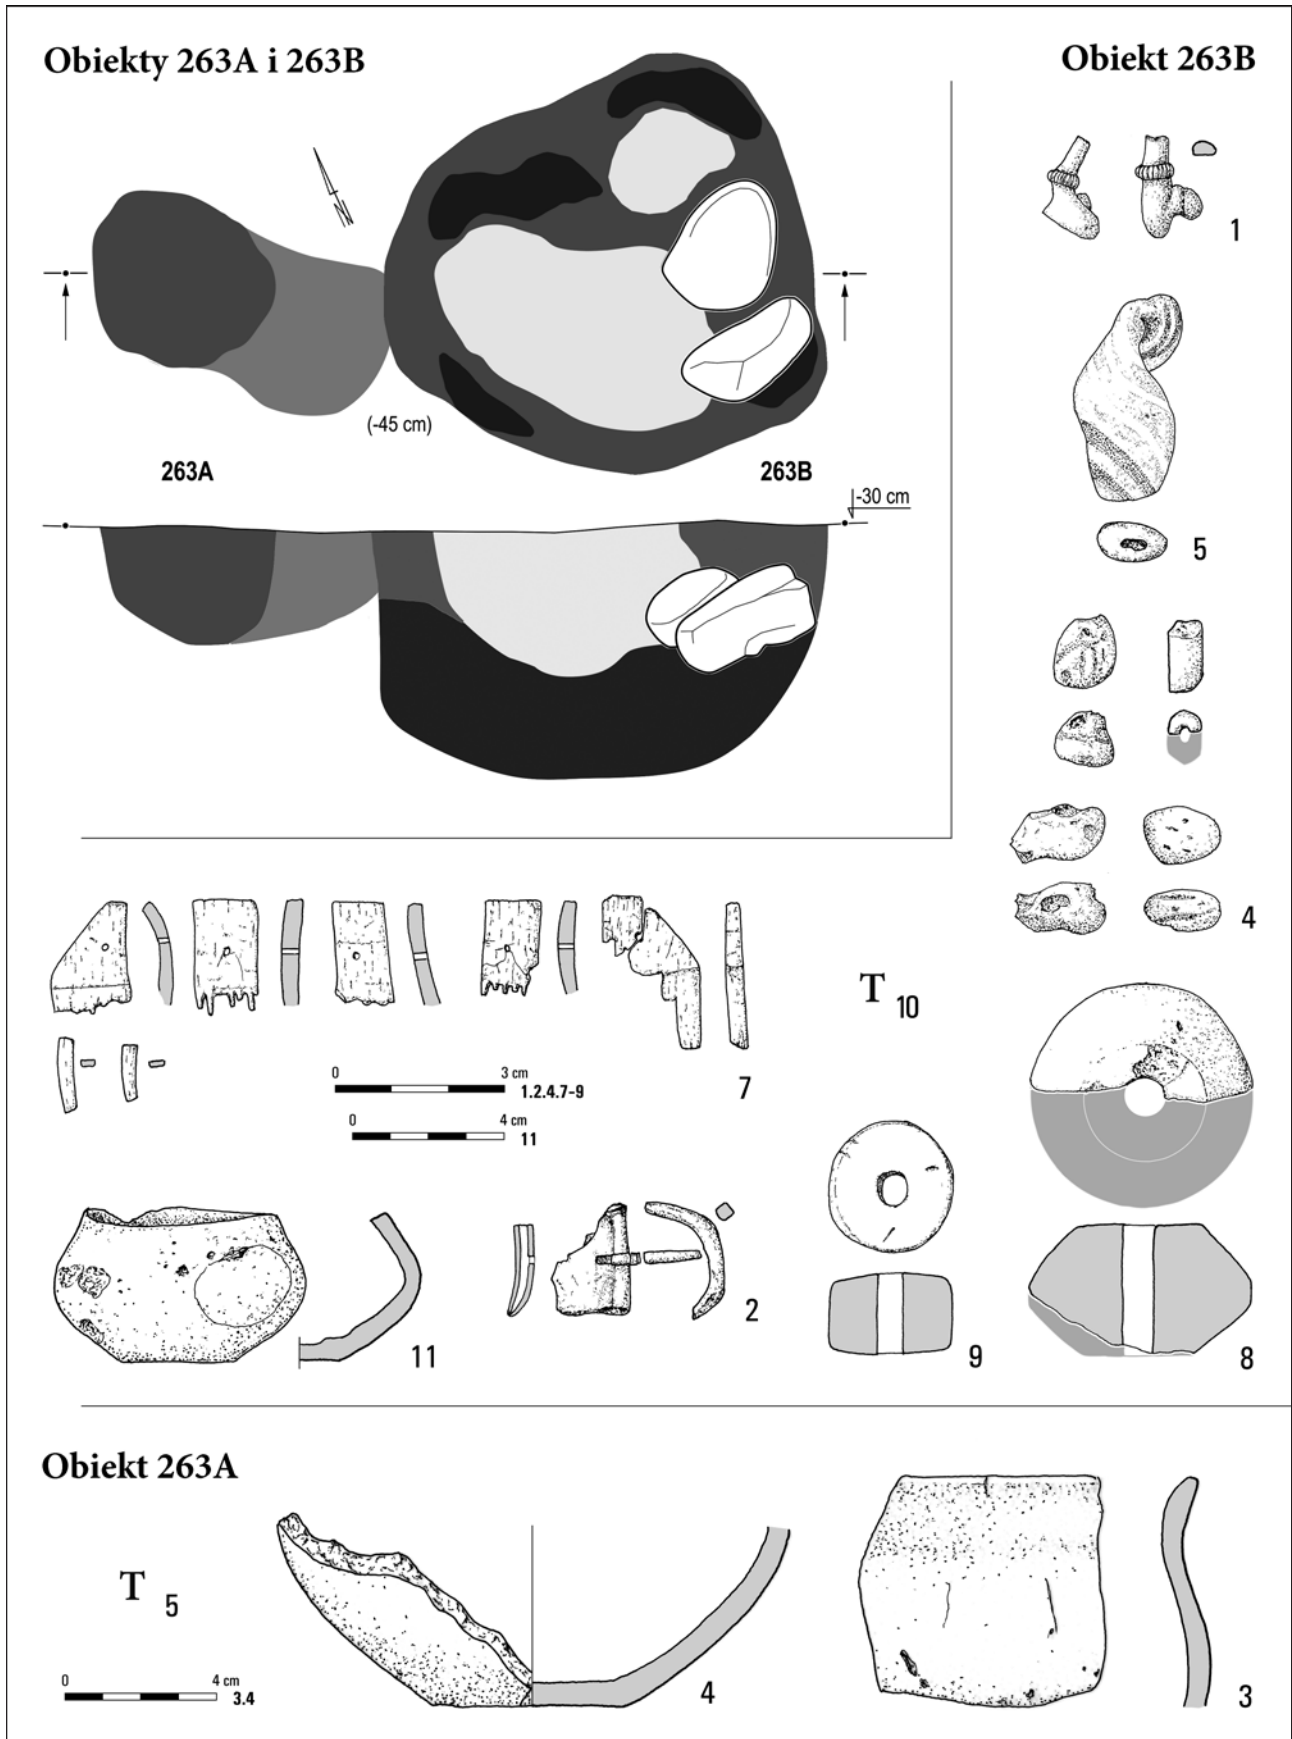 Obiekty 263A i 263B
Obiekt 263B
1
(-45 cm)
263A
263B
-30 cm
5
4
T 10
7
0 3 cm
1.2.4.7-9
0 4 cm
11
2
11
9
8
Obiekt 263A
T 5
0 4 cm
3.4
4
3